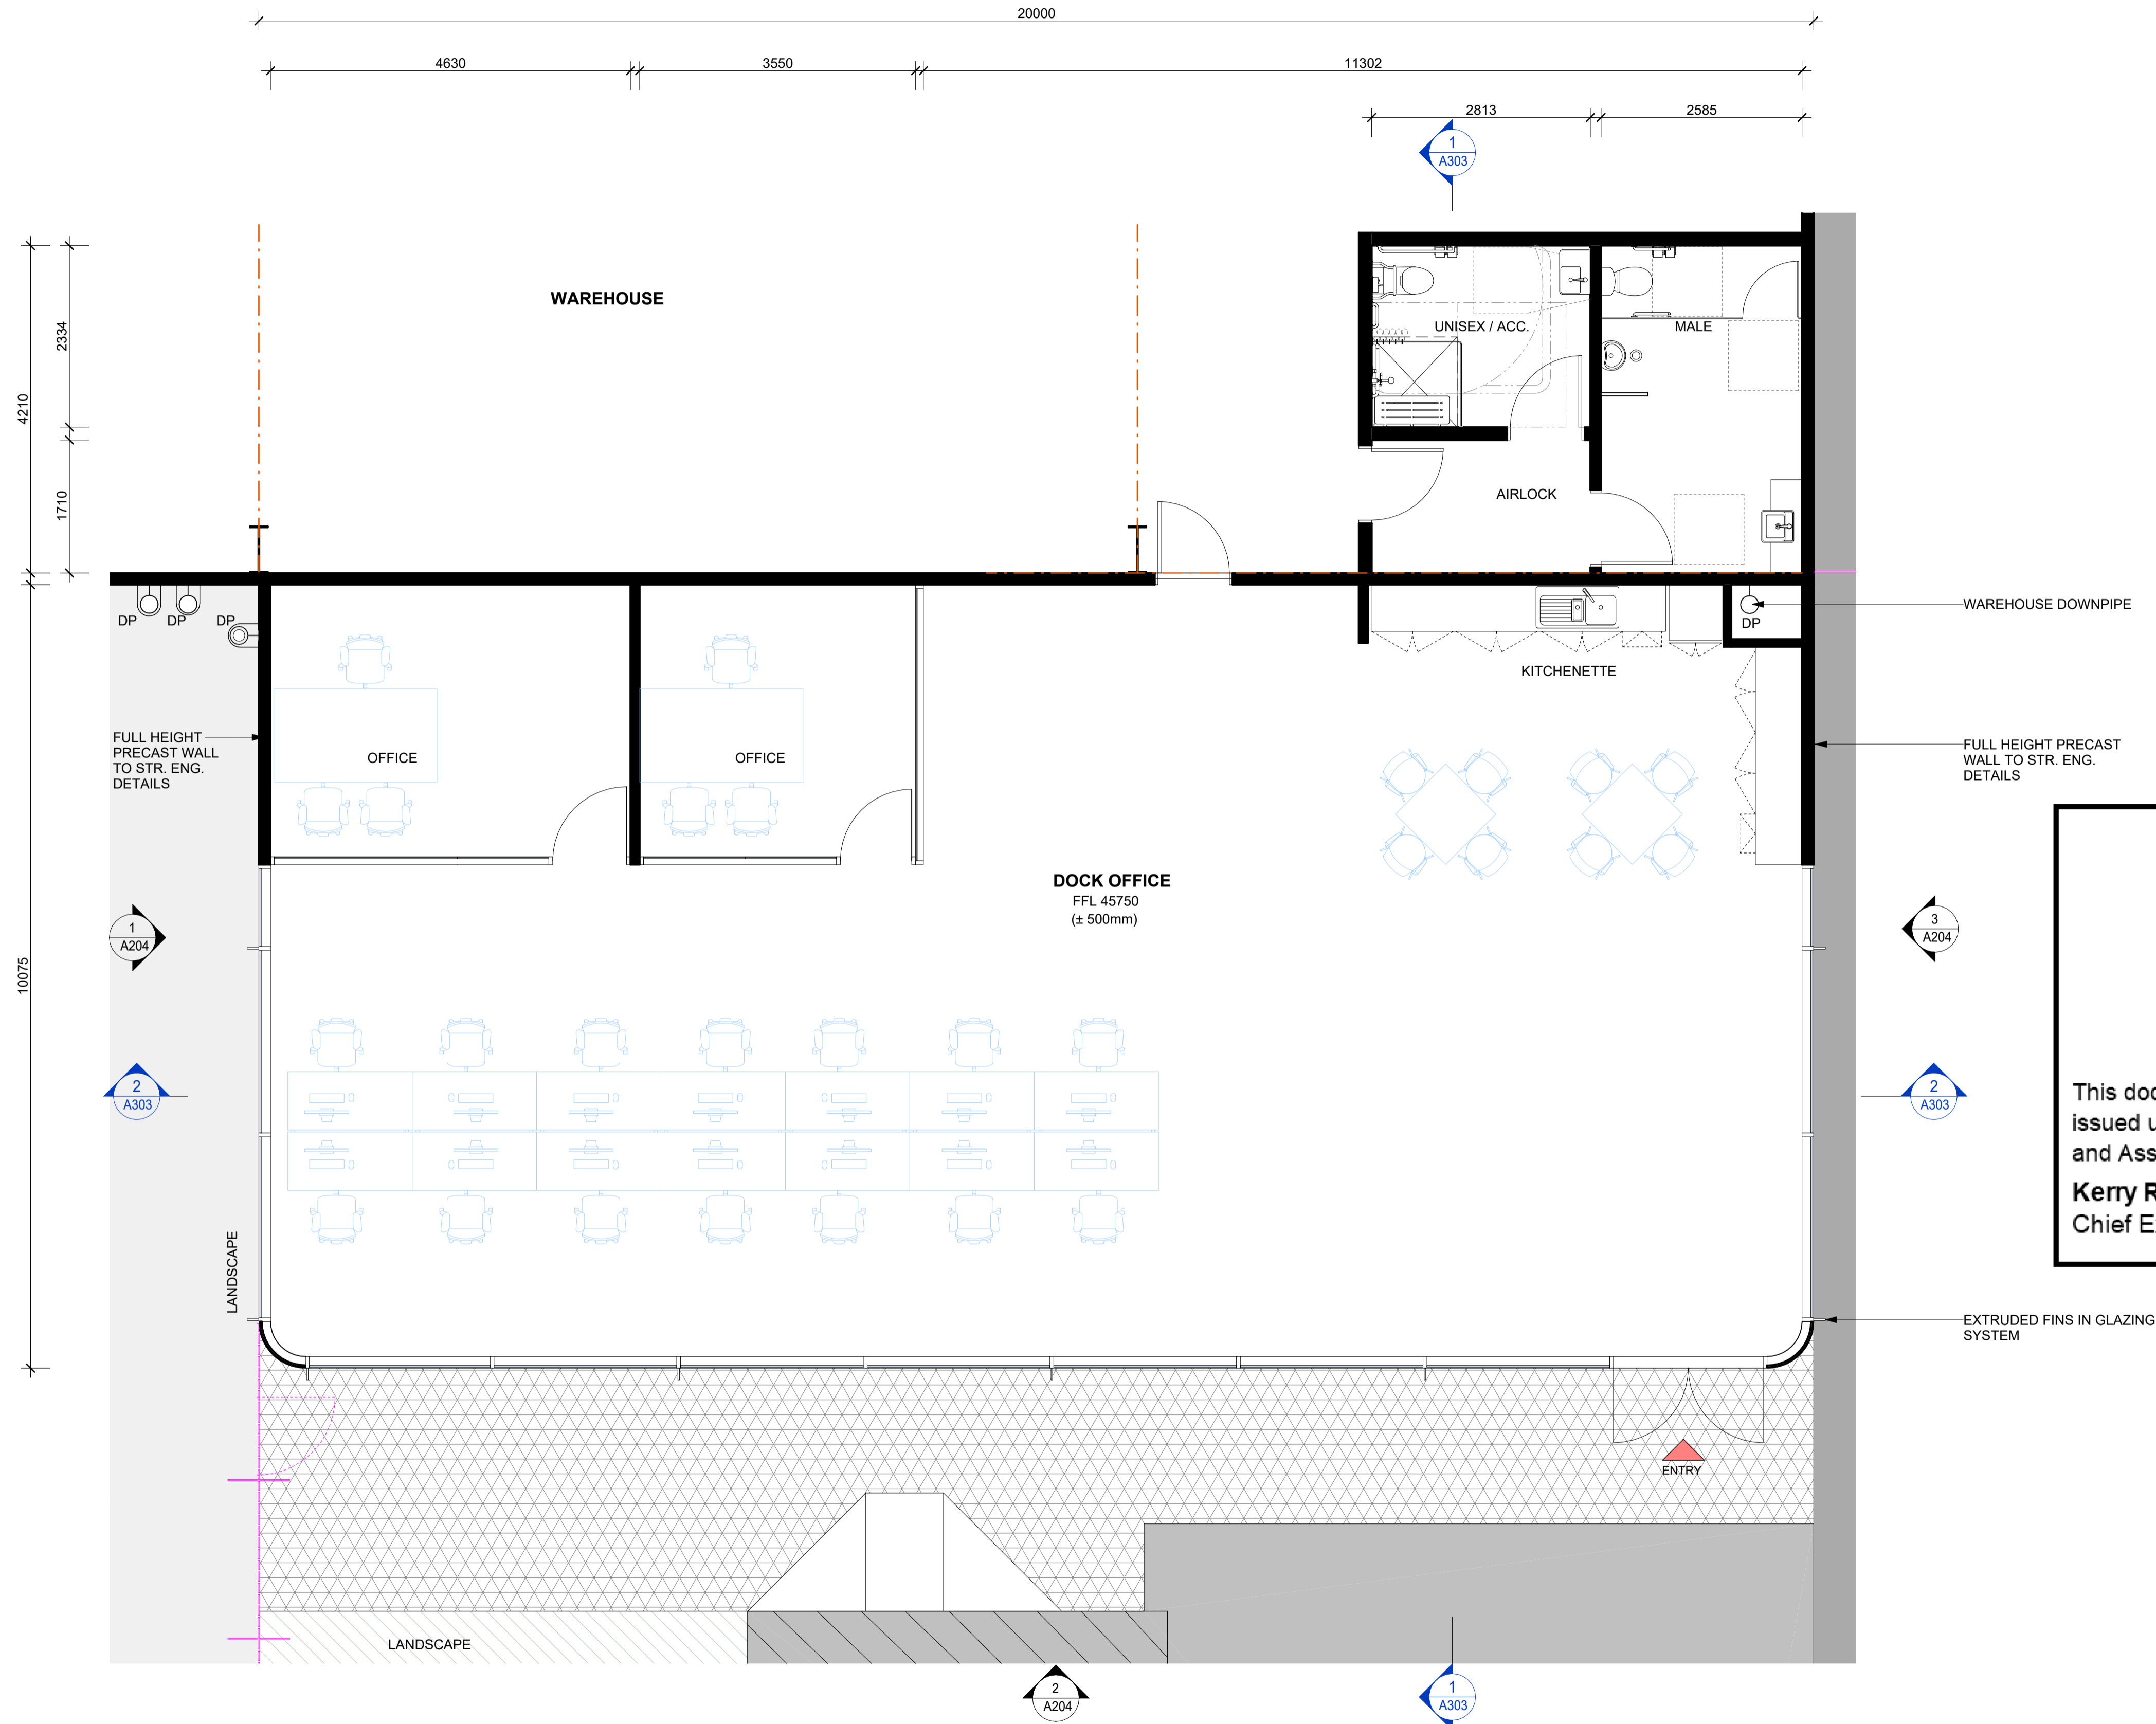 20000
4630
3550
11302
2813
2585
1
A303
WAREHOUSE
2334
4210
1710
UNISEX / ACC.
MALE
AIRLOCK
DP
DP
DP
DP
WAREHOUSE DOWNPIPE
KITCHENETTE
FULL HEIGHT
PRECAST WALL
TO STR. ENG.
DETAILS
OFFICE
OFFICE
FULL HEIGHT PRECAST
WALL TO STR. ENG.
DETAILS
DOCK OFFICE
FFL 45750
(± 500mm)
1
A204
3
A204
10075
2
A303
2
A303
This doc
issued u
and Ass
Kerry R
Chief E
LANDSCAPE
EXTRUDED FINS IN GLAZING
SYSTEM
ENTRY
LANDSCAPE
2
A204
1
A303